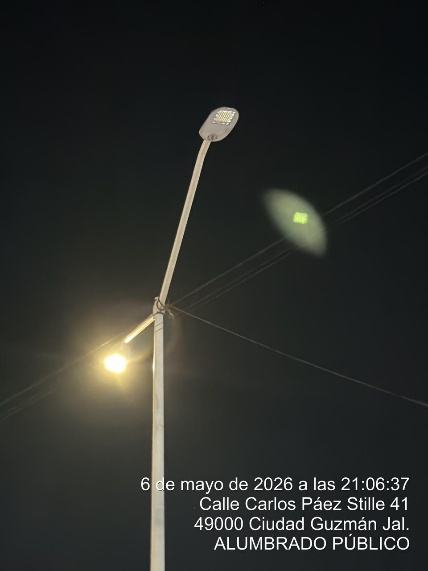 6 de mayo de 2026 a las 21:06:37
Calle Carlos Páez Stille 41
49000 Ciudad Guzmán Jal.
ALUMBRADO PÚBLICO